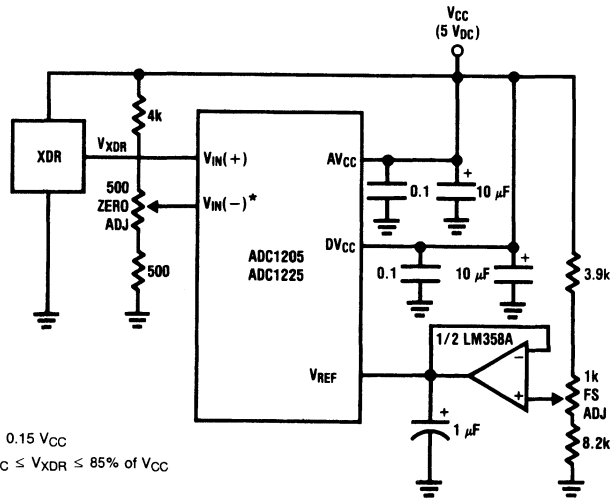 VCC
(5 VDC)
4k
XDR
VXDR
VIN(+)
AVCC
0.1
10 µF
500
ZERO
ADJ
VIN(−)*
DVCC
ADC1205
ADC1225
500
0.1
10 µF
3.9k
1/2 LM358A
VREF
−
+
1k
FS
ADJ
1 µF
8.2k
0.15 VCC
C ≤ VXDR ≤ 85% of VCC